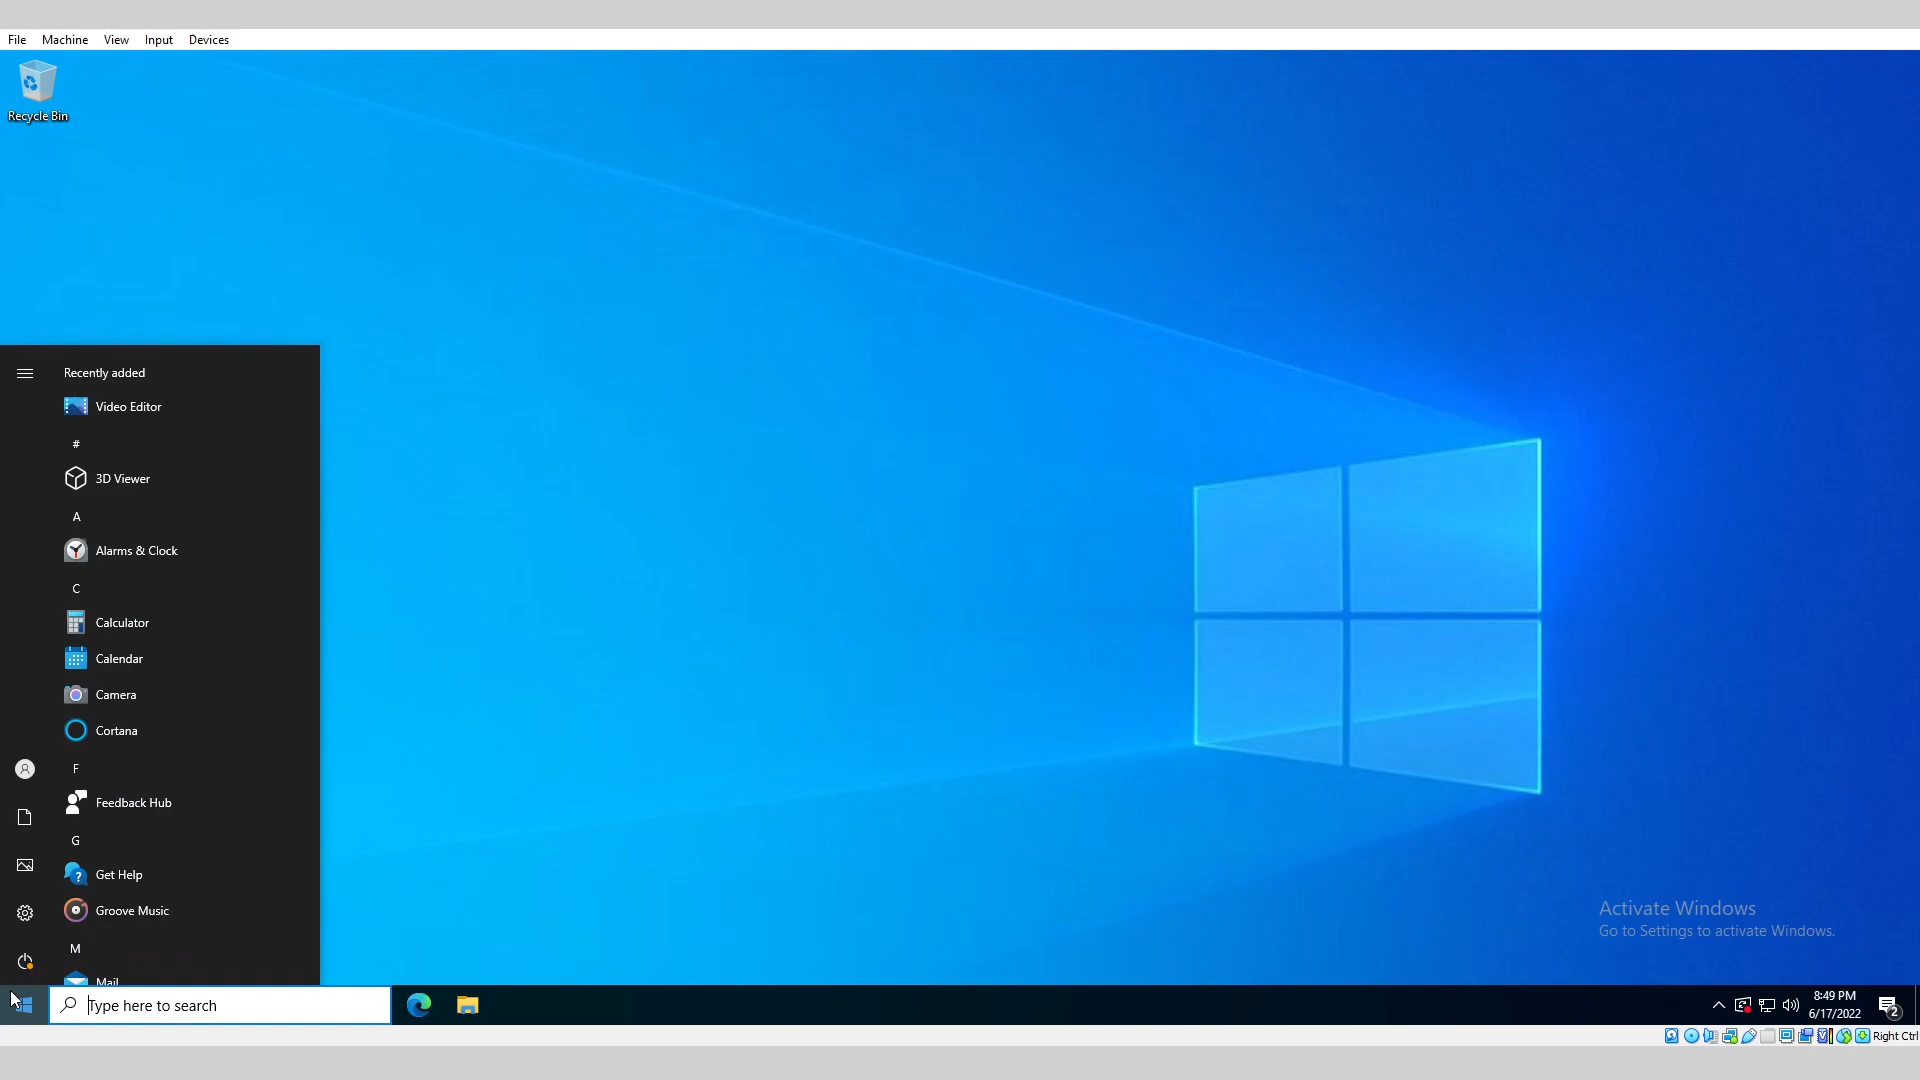 File Machine View Input Devices
Recycle Bin
Recently added
Video Editor
#
3D Viewer
A
Alarms & Clock
C
Calculator
Calendar
Camera
Cortana
F
Feedback Hub
G
Get Help
Groove Music
M
Mail
Activate Windows
Go to Settings to activate Windows.
Type here to search
8:49 PM
6/17/2022
2
Right Ctrl